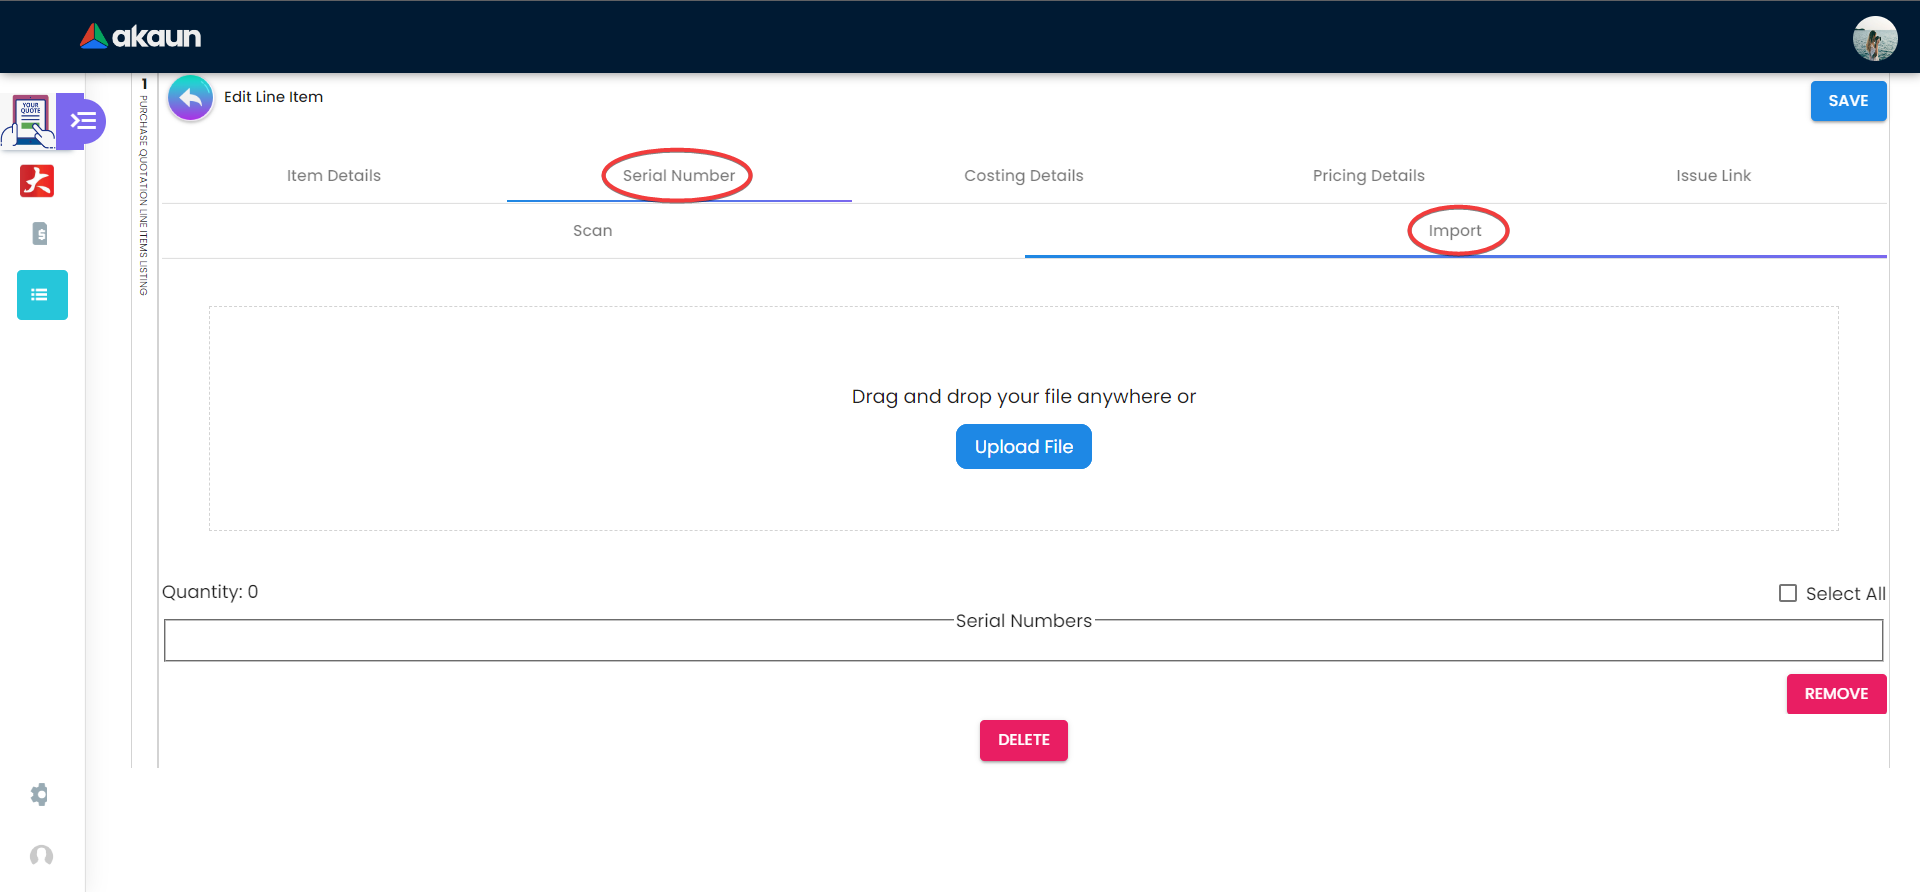 akaun
YOUR
QUOTE
1
PURCHASE QUOTATION LINE ITEMS LISTING
Edit Line Item
SAVE
Item Details
Serial Number
Costing Details
Pricing Details
Issue Link
Scan
Import
Drag and drop your file anywhere or
Upload File
Quantity: 0
Select All
Serial Numbers
REMOVE
DELETE